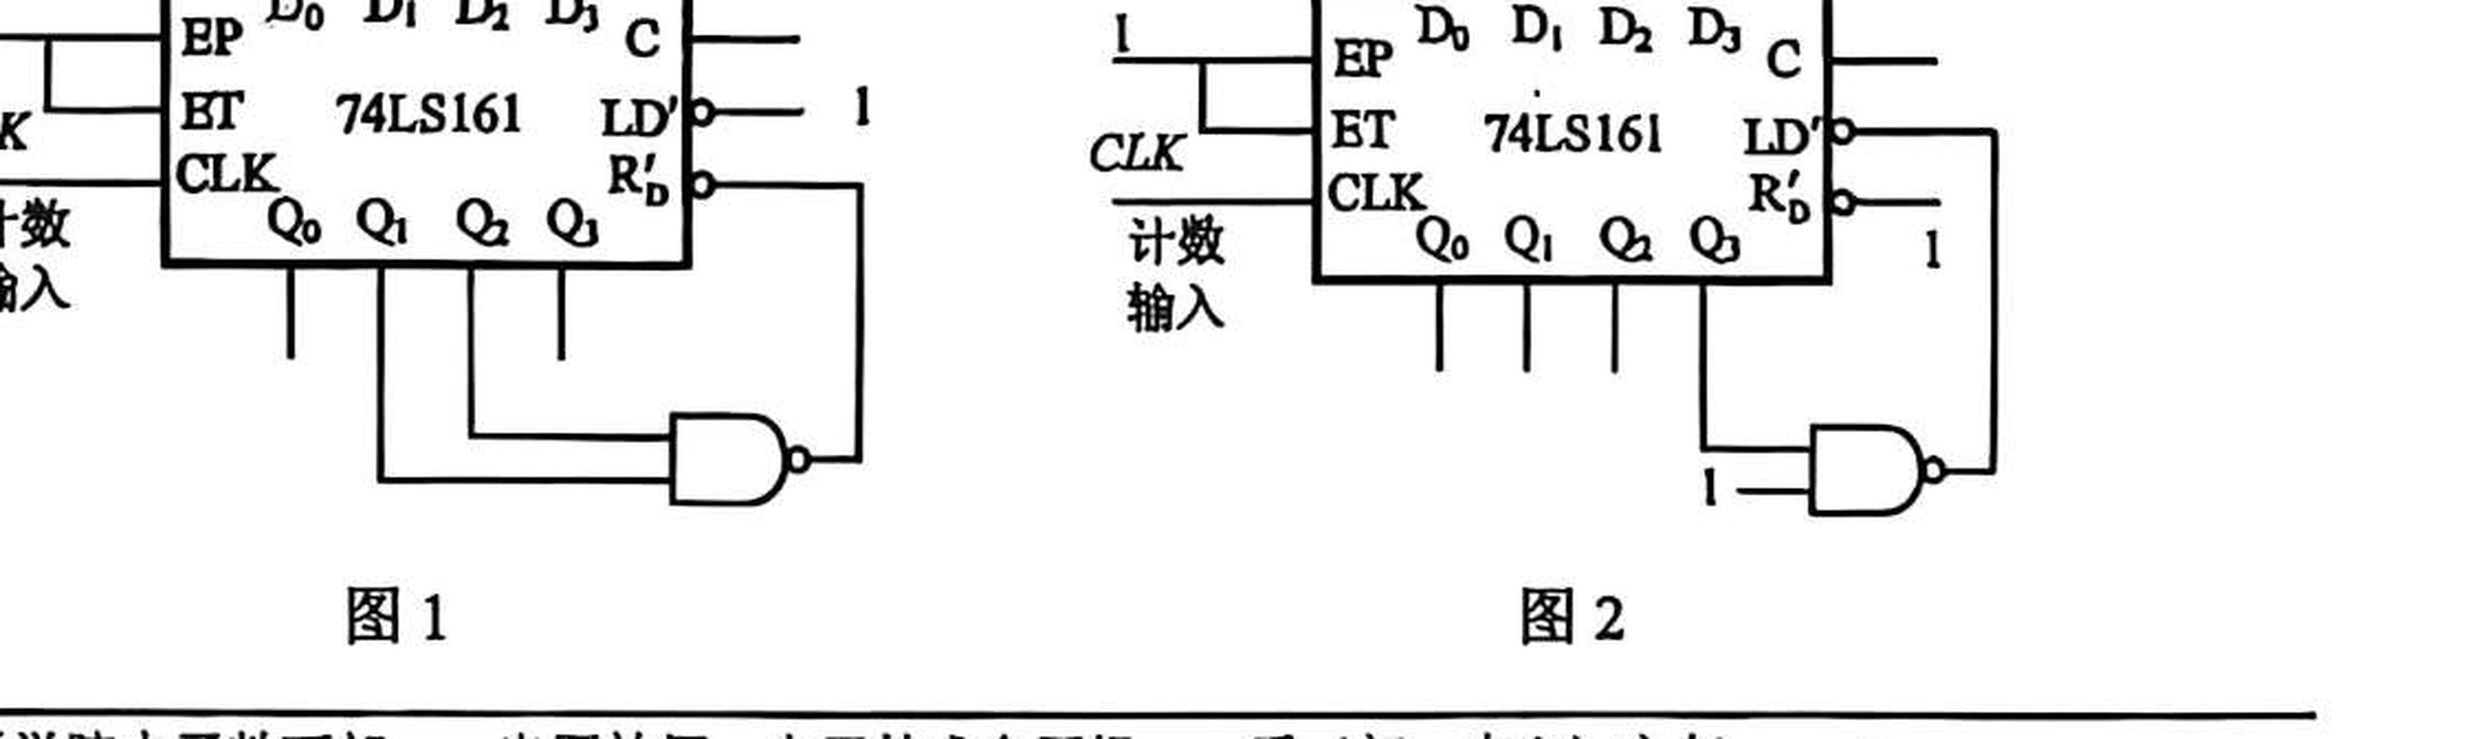 D₀ D₁ D₂ D₃
EP C
ET 74LS161 LD′ 1
K
CLK R′D
计数
输入
Q₀ Q₁ Q₂ Q₃
图 1
1
D₀ D₁ D₂ D₃
EP C
ET 74LS161 LD′
CLK
CLK R′D
计数
输入
Q₀ Q₁ Q₂ Q₃
1
1
图 2